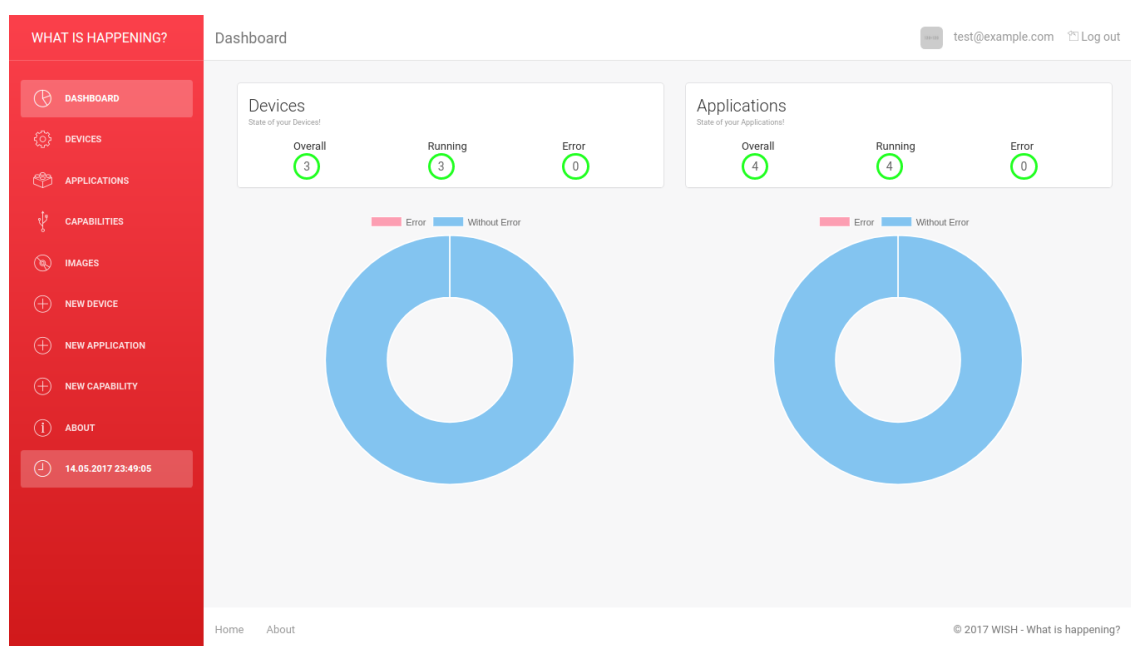 WHAT IS HAPPENING?
DASHBOARD
DEVICES
APPLICATIONS
CAPABILITIES
IMAGES
NEW DEVICE
NEW APPLICATION
NEW CAPABILITY
ABOUT
14.05.2017 23:49:05
Dashboard
test@example.com Log out
Devices
State of your Devices!
Overall Running Error
3 3 0
Error Without Error
Applications
State of your Applications!
Overall Running Error
4 4 0
Error Without Error
Home About
© 2017 WISH - What is happening?